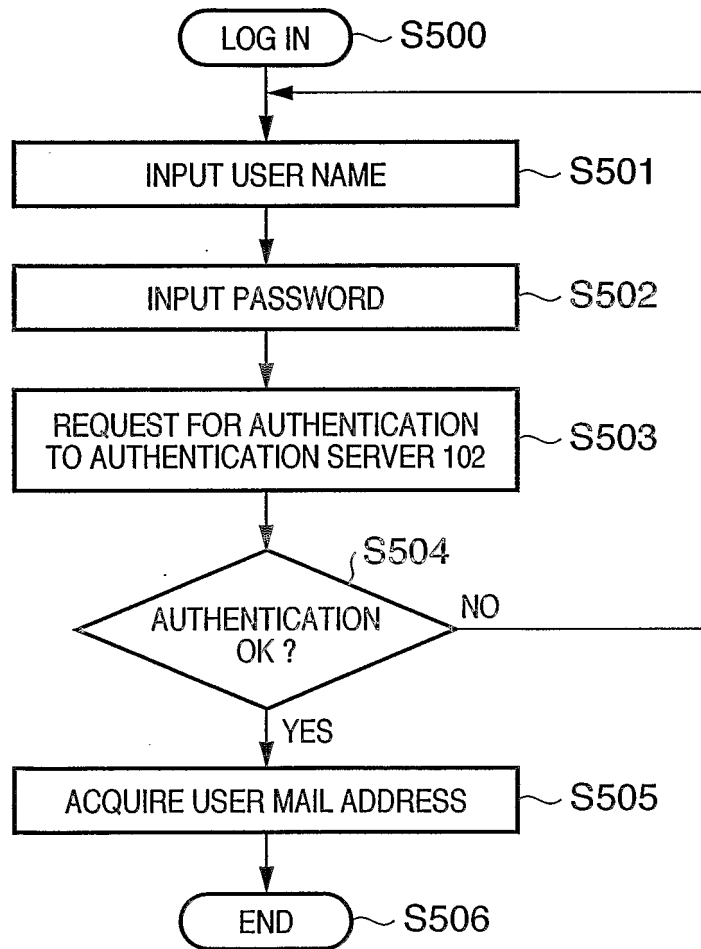 LOG IN
S500
INPUT USER NAME
S501
INPUT PASSWORD
S502
REQUEST FOR AUTHENTICATION
TO AUTHENTICATION SERVER 102
S503
S504
AUTHENTICATION
OK ?
NO
YES
ACQUIRE USER MAIL ADDRESS
S505
END
S506